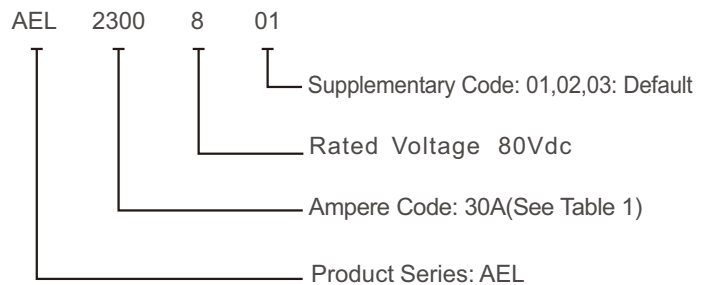 AEL 2300 8 01
Supplementary Code: 01,02,03: Default
Rated Voltage 80Vdc
Ampere Code: 30A(See Table 1)
Product Series: AEL